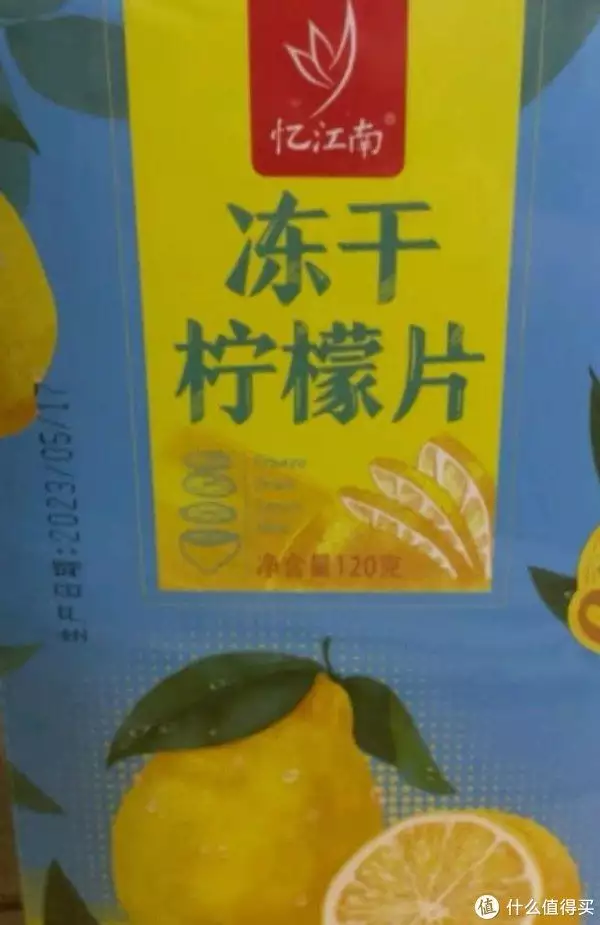 忆江南®
冻干
柠檬片
净含量120克
生产日期:2023/05/17
值 什么值得买